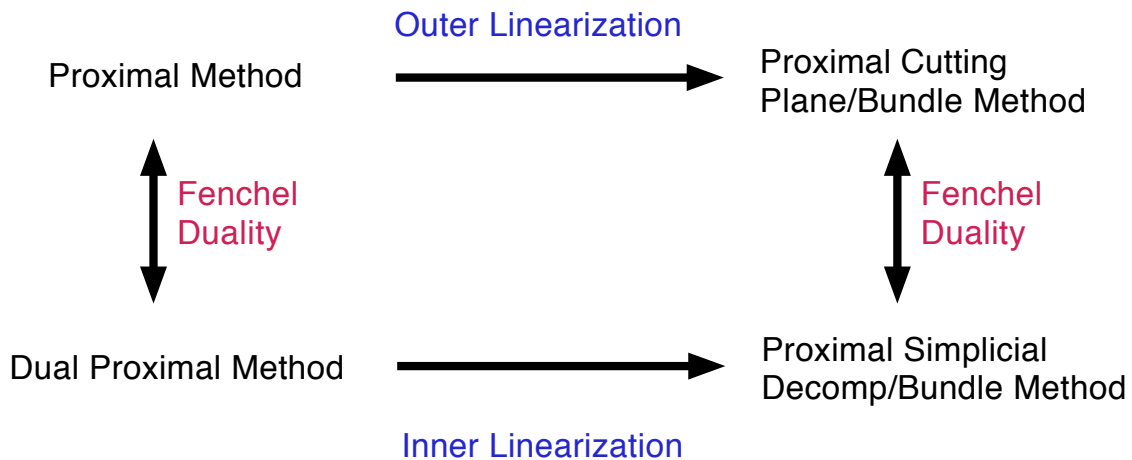 Outer Linearization
Proximal Method
Proximal Cutting
Plane/Bundle Method
Fenchel
Duality
Fenchel
Duality
Dual Proximal Method
Proximal Simplicial
Decomp/Bundle Method
Inner Linearization